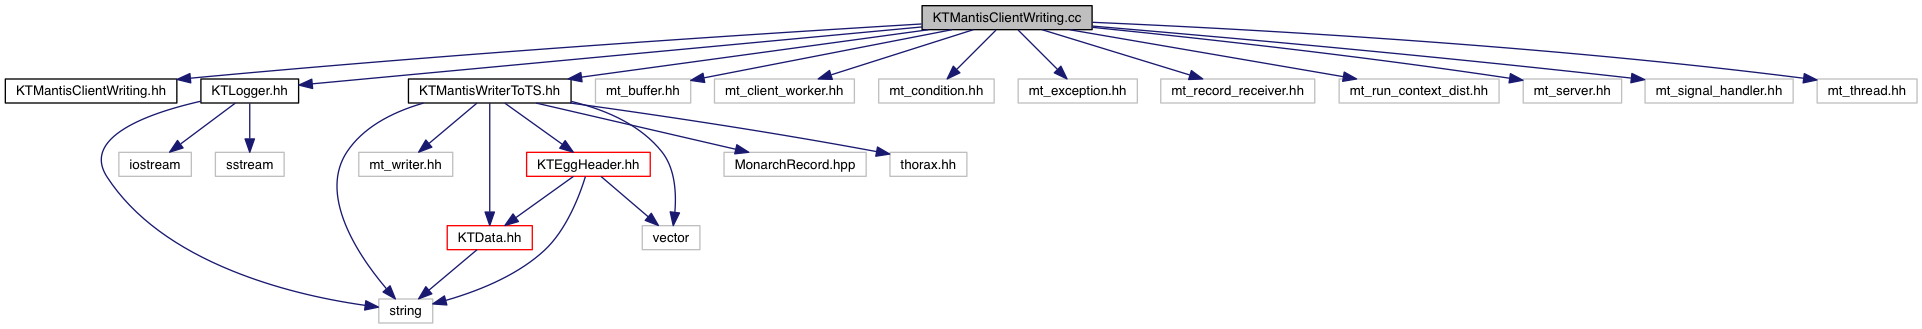 KTMantisClientWriting.cc
KTMantisClientWriting.hh
KTLogger.hh
KTMantisWriterToTS.hh
mt_buffer.hh
mt_client_worker.hh
mt_condition.hh
mt_exception.hh
mt_record_receiver.hh
mt_run_context_dist.hh
mt_server.hh
mt_signal_handler.hh
mt_thread.hh
iostream
sstream
mt_writer.hh
KTEggHeader.hh
MonarchRecord.hpp
thorax.hh
KTData.hh
vector
string